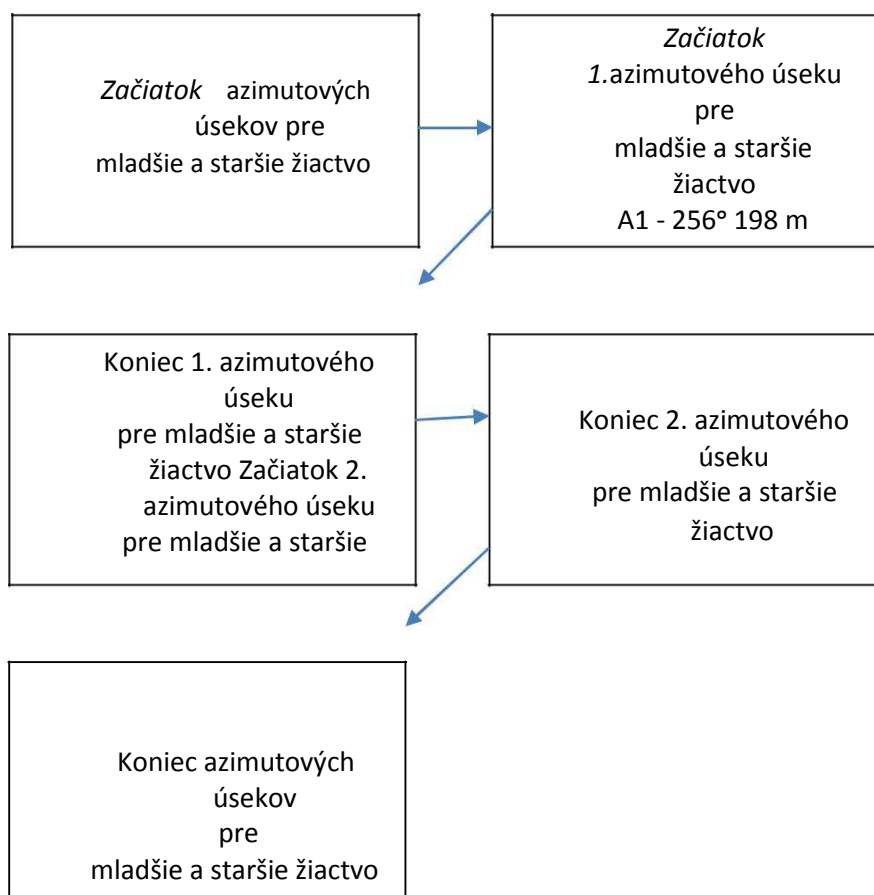 Začiatok azimutových
úsekov pre
mladšie a staršie žiactvo
Začiatok
1.azimutového úseku
pre
mladšie a staršie
žiactvo
A1 - 256° 198 m
Koniec 1. azimutového
úseku
pre mladšie a staršie
žiactvo Začiatok 2.
azimutového úseku
pre mladšie a staršie
Koniec 2. azimutového
úseku
pre mladšie a staršie
žiactvo
Koniec azimutových
úsekov
pre
mladšie a staršie žiactvo